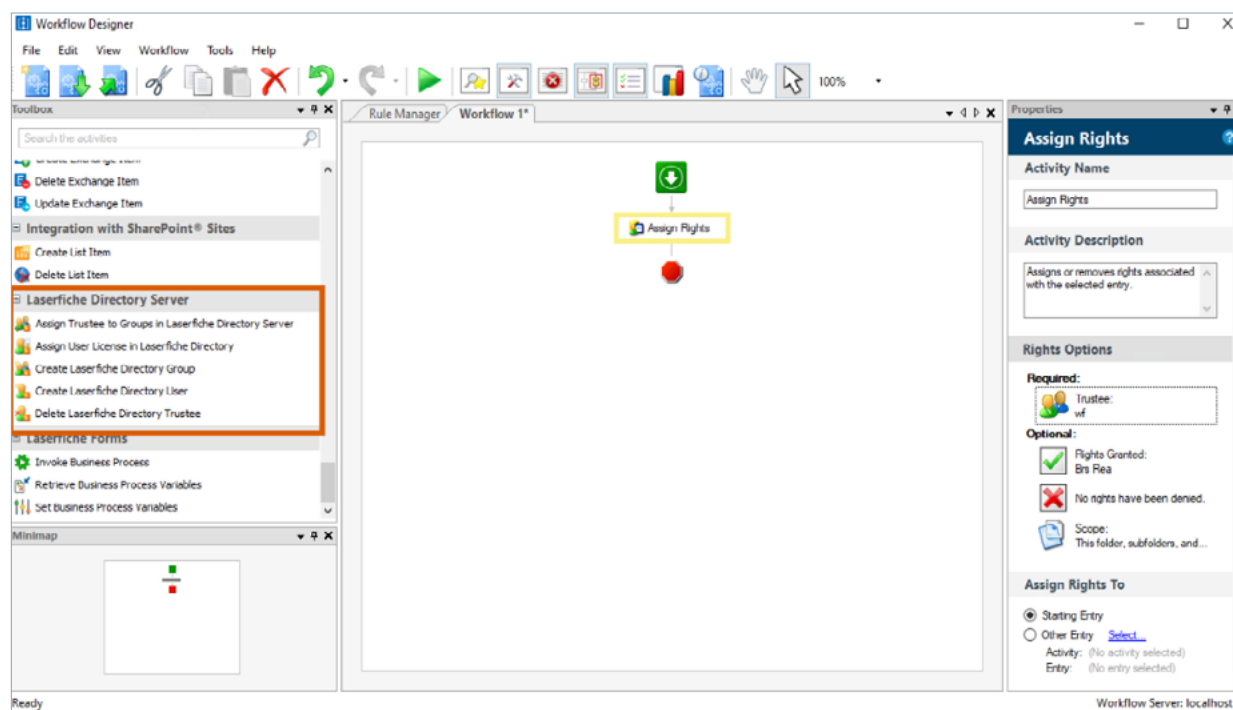 Workflow Designer
File Edit View Workflow Tools Help
100%
Toolbox
Search the activities
Create Exchange Item
Delete Exchange Item
Update Exchange Item
Integration with SharePoint® Sites
Create List Item
Delete List Item
Laserfiche Directory Server
Assign Trustee to Groups in Laserfiche Directory Server
Assign User License in Laserfiche Directory
Create Laserfiche Directory Group
Create Laserfiche Directory User
Delete Laserfiche Directory Trustee
Laserfiche Forms
Invoke Business Process
Retrieve Business Process Variables
Set Business Process Variables
Minimap
Rule Manager
Workflow 1*
Assign Rights
Properties
Assign Rights
Activity Name
Assign Rights
Activity Description
Assigns or removes rights associated
with the selected entry.
Rights Options
Required:
Trustee:
wf
Optional:
Rights Granted:
Brs Rea
No rights have been denied.
Scope:
This folder, subfolders, and...
Assign Rights To
Starting Entry
Other Entry Select...
Activity: (No activity selected)
Entry: (No entry selected)
Ready
Workflow Server: localhost